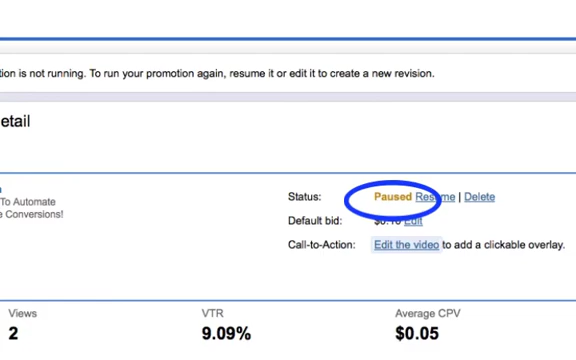 tion is not running. To run your promotion again, resume it or edit it to create a new revision.
etail
To Automate
e Conversions!
Status: Paused Resume | Delete
Default bid: $0.10 Edit
Call-to-Action: Edit the video to add a clickable overlay.
Views VTR Average CPV
2 9.09% $0.05